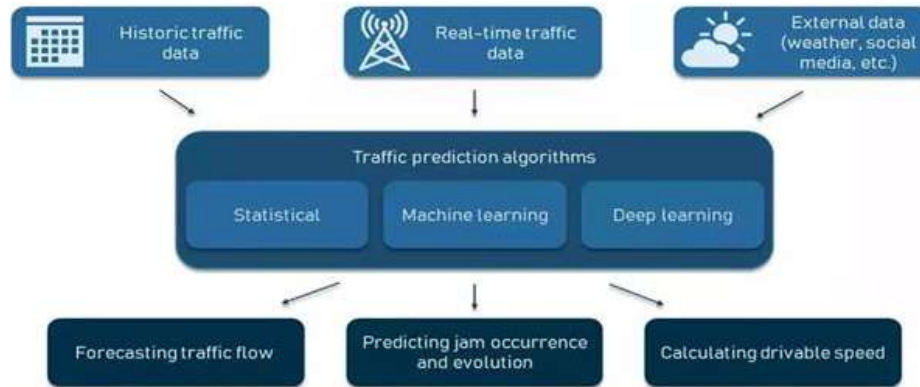 Historic traffic
data
Real-time traffic
data
External data
(weather, social
media, etc.)
Traffic prediction algorithms
Statistical
Machine learning
Deep learning
Forecasting traffic flow
Predicting jam occurrence
and evolution
Calculating drivable speed